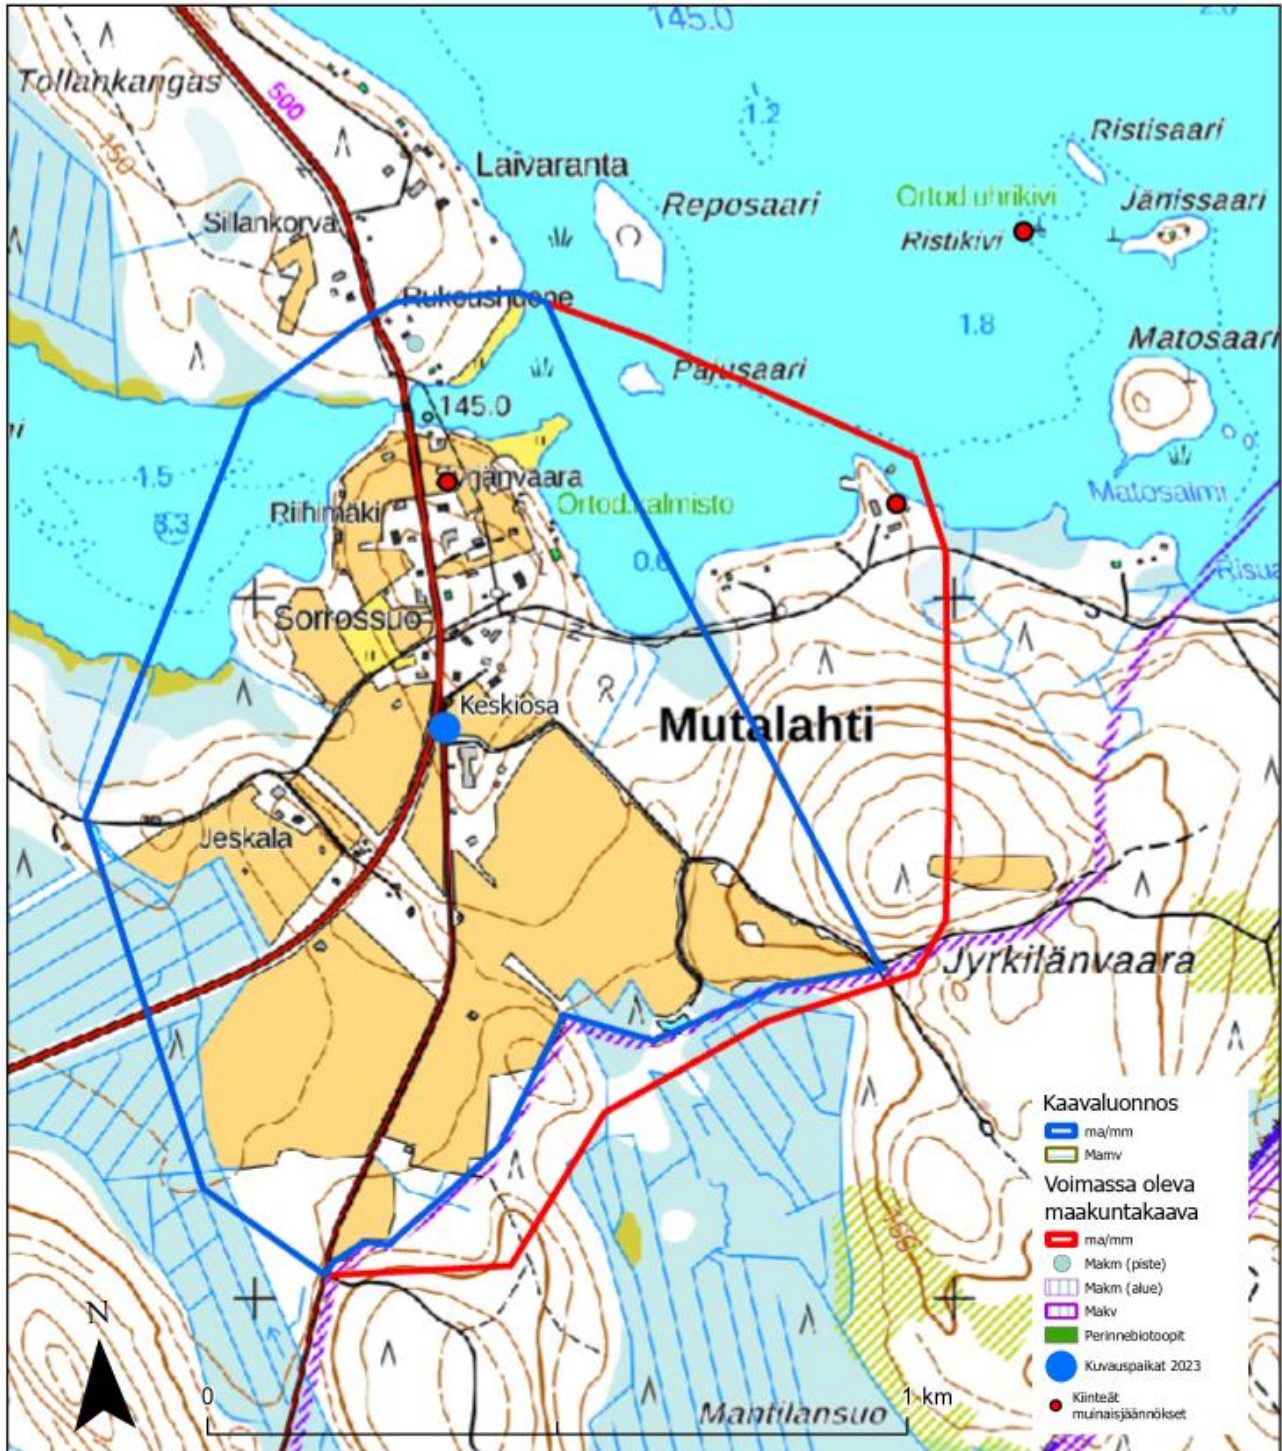 145.0
2.0
Tollankangas
500
150
1.2
Ristisaari
Laivaranta
Reposaari
Ortod.uhrikivi
Jänissaari
Sillankorva
Ristikivi
Rukoushuone
1.8
Matosaari
Pajusaari
145.0
1.5
Ortod.kalmisto
Matosalmi
Riihimäki
8.3
0.6
Sorrossuo
Keskiosa
Mutalahti
Jeskala
Jyrkilänvaara
Kaavaluonnos
ma/mm
Mamv
Voimassa oleva
maakuntakaava
ma/mm
Makm (piste)
Makm (alue)
Makv
Perinnebiotoopit
Kuvauspaikat 2023
Kiinteät
muinaisjäännökset
N
0
1 km
Mantilansuo